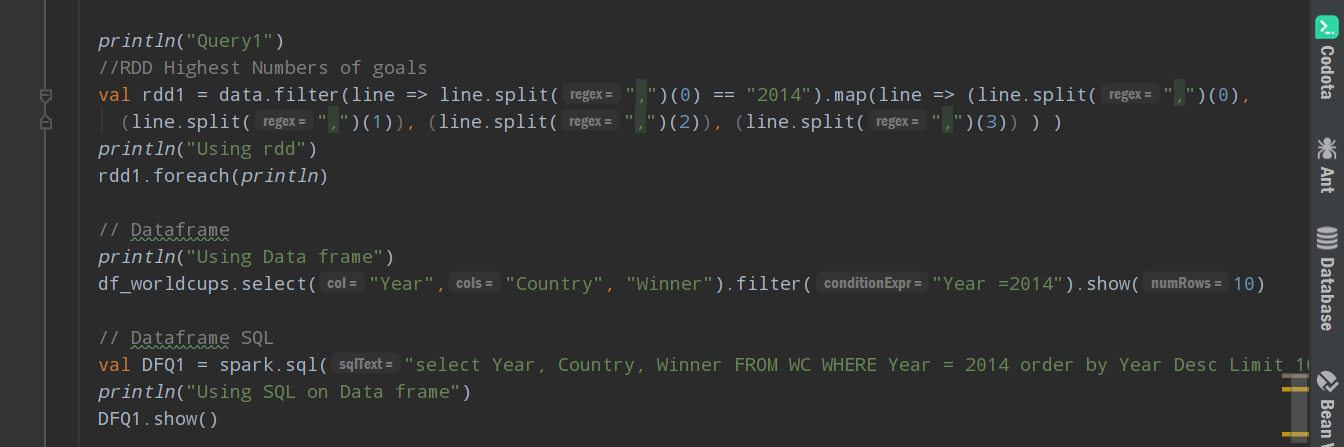 println("Query1")
//RDD Highest Numbers of goals
val rdd1 = data.filter(line => line.split( regex = ",")(0) == "2014").map(line => (line.split( regex = ",")(0),
(line.split( regex = ",")(1)), (line.split( regex = ",")(2)), (line.split( regex = ",")(3)) ) )
println("Using rdd")
rdd1.foreach(println)
// Dataframe
println("Using Data frame")
df_worldcups.select( col = "Year", cols = "Country", "Winner").filter( conditionExpr = "Year =2014").show( numRows = 10)
// Dataframe SQL
val DFQ1 = spark.sql( sqlText = "select Year, Country, Winner FROM WC WHERE Year = 2014 order by Year Desc Limit
println("Using SQL on Data frame")
DFQ1.show()
Codota
Ant
Database
Bean